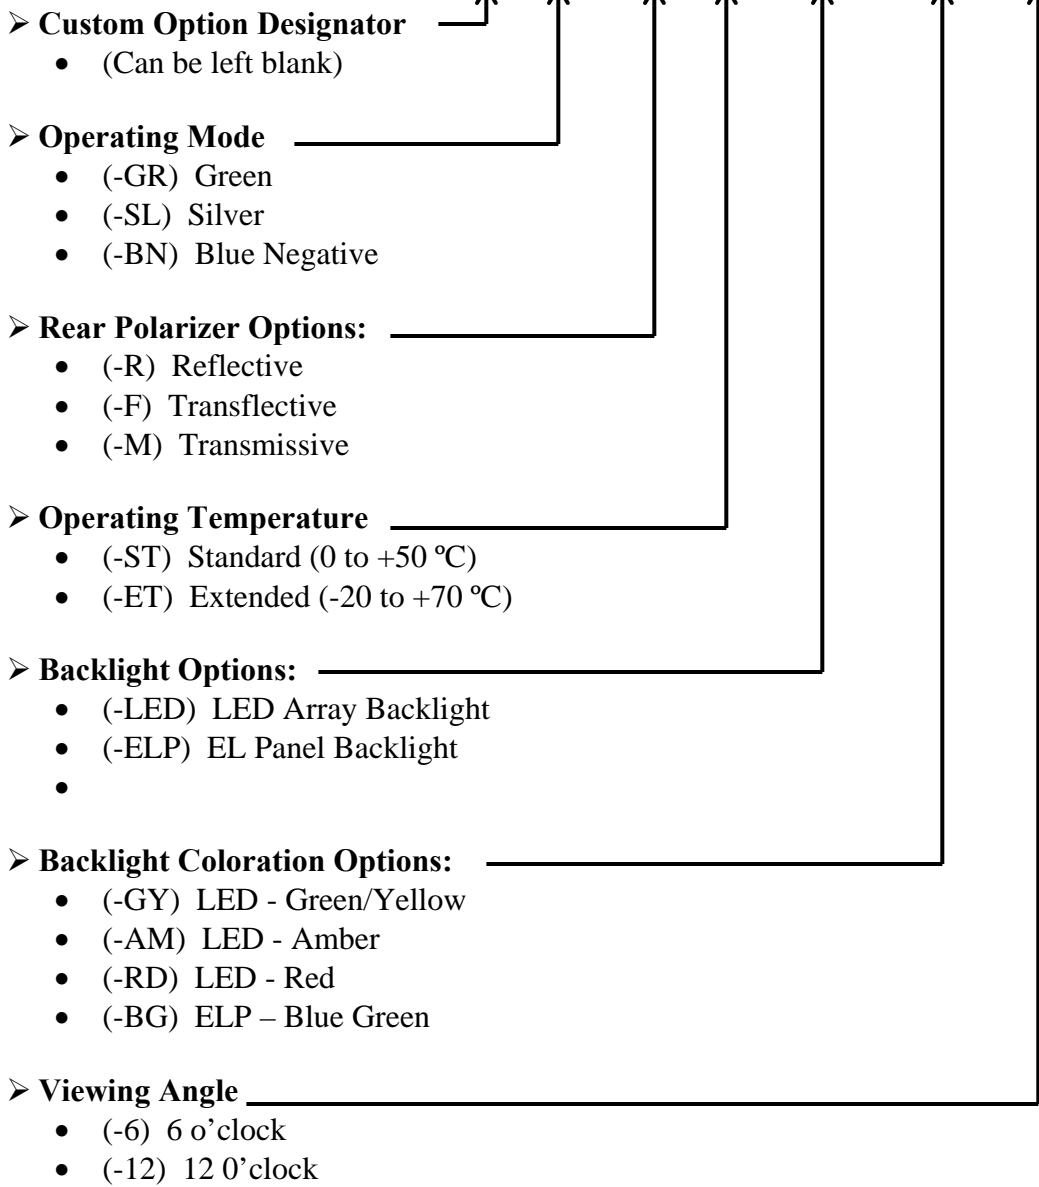 ➢ Custom Option Designator
• (Can be left blank)
➢ Operating Mode
• (-GR) Green
• (-SL) Silver
• (-BN) Blue Negative
➢ Rear Polarizer Options:
• (-R) Reflective
• (-F) Transflective
• (-M) Transmissive
➢ Operating Temperature
• (-ST) Standard (0 to +50 ºC)
• (-ET) Extended (-20 to +70 ºC)
➢ Backlight Options:
• (-LED) LED Array Backlight
• (-ELP) EL Panel Backlight
•
➢ Backlight Coloration Options:
• (-GY) LED - Green/Yellow
• (-AM) LED - Amber
• (-RD) LED - Red
• (-BG) ELP – Blue Green
➢ Viewing Angle
• (-6) 6 o’clock
• (-12) 12 0’clock